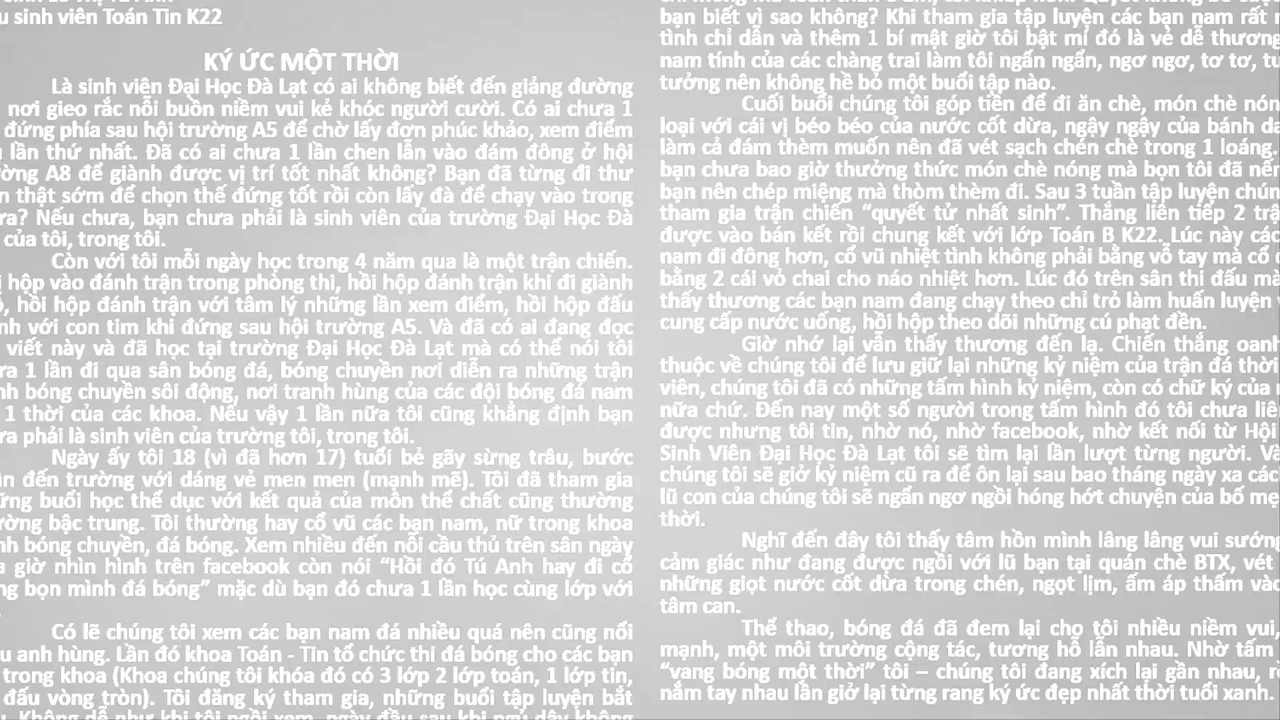 u sinh viên Toán Tin K22
KÝ ỨC MỘT THỜI
Là sinh viên Đại Học Đà Lạt có ai không biết đến giảng đường
nơi gieo rắc nỗi buồn niềm vui kẻ khóc người cười. Có ai chưa 1
đứng phía sau hội trường A5 để chờ lấy đơn phúc khảo, xem điểm
lần thứ nhất. Đã có ai chưa 1 lần chen lẫn vào đám đông ở hội
ờng A8 để giành được vị trí tốt nhất không? Bạn đã từng đi thư
n thật sớm để chọn thế đứng tốt rồi còn lấy đà để chạy vào trong
ưa? Nếu chưa, bạn chưa phải là sinh viên của trường Đại Học Đà
của tôi, trong tôi.
Còn với tôi mỗi ngày học trong 4 năm qua là một trận chiến.
hộp vào đánh trận trong phòng thi, hồi hộp đánh trận khi đi giành
, hồi hộp đánh trận với tâm lý những lần xem điểm, hồi hộp đấu
nh với con tim khi đứng sau hội trường A5. Và đã có ai đang đọc
viết này và đã học tại trường Đại Học Đà Lạt mà có thể nói tôi
ưa 1 lần đi qua sân bóng đá, bóng chuyền nơi diễn ra những trận
nh bóng chuyền sôi động, nơi tranh hùng của các đội bóng đá nam
1 thời của các khoa. Nếu vậy 1 lần nữa tôi cũng khẳng định bạn
ưa phải là sinh viên của trường tôi, trong tôi.
Ngày ấy tôi 18 (vì đã hơn 17) tuổi bẻ gãy sừng trâu, bước
n đến trường với dáng vẻ men men (mạnh mẽ). Tôi đã tham gia
ững buổi học thể dục với kết quả của môn thể chất cũng thường
ường bậc trung. Tôi thường hay cổ vũ các bạn nam, nữ trong khoa
nh bóng chuyền, đá bóng. Xem nhiều đến nỗi cầu thủ trên sân ngày
a giờ nhìn hình trên facebook còn nói “Hồi đó Tú Anh hay đi cổ
ng bọn mình đá bóng” mặc dù bạn đó chưa 1 lần học cùng lớp với
Có lẽ chúng tôi xem các bạn nam đá nhiều quá nên cũng nổi
u anh hùng. Lần đó khoa Toán - Tin tổ chức thi đá bóng cho các bạn
trong khoa (Khoa chúng tôi khóa đó có 3 lớp 2 lớp toán, 1 lớp tin,
đấu vòng tròn). Tôi đăng ký tham gia, những buổi tập luyện bắt
Không dễ như khi tôi ngồi xem, ngày đầu sau khi ngủ dậy không
bạn biết vì sao không? Khi tham gia tập luyện các bạn nam rất
tình chỉ dẫn và thêm 1 bí mật giờ tôi bật mí đó là vẻ dễ thương
nam tính của các chàng trai làm tôi ngấn ngẩn, ngơ ngơ, tơ tơ, tư
tưởng nên không hề bỏ một buổi tập nào.
Cuối buổi chúng tôi góp tiền để đi ăn chè, món chè nón
loại với cái vị béo béo của nước cốt dừa, ngậy ngậy của bánh dẻ
làm cả đám thèm muốn nên đã vét sạch chén chè trong 1 loáng.
bạn chưa bao giờ thưởng thức món chè nóng mà bọn tôi đã nếm
bạn nên chép miệng mà thòm thèm đi. Sau 3 tuần tập luyện chún
tham gia trận chiến “quyết tử nhất sinh”. Thắng liên tiếp 2 trậ
được vào bán kết rồi chung kết với lớp Toán B K22. Lúc này các
nam đi đông hơn, cổ vũ nhiệt tình không phải bằng vỗ tay mà cổ
bằng 2 cái vỏ chai cho náo nhiệt hơn. Lúc đó trên sân thi đấu mà
thấy thương các bạn nam đang chạy theo chỉ trỏ làm huấn luyện
cung cấp nước uống, hồi hộp theo dõi những cú phạt đền.
Giờ nhớ lại vẫn thấy thương đến lạ. Chiến thắng oanh
thuộc về chúng tôi để lưu giữ lại những kỷ niệm của trận đá thời
viên, chúng tôi đã có những tấm hình kỷ niệm, còn có chữ ký của
nữa chứ. Đến nay một số người trong tấm hình đó tôi chưa liê
được nhưng tôi tin, nhờ nó, nhờ facebook, nhờ kết nối từ Hội
Sinh Viên Đại Học Đà Lạt tôi sẽ tìm lại lần lượt từng người. Và
chúng tôi sẽ giở kỷ niệm cũ ra để ôn lại sau bao tháng ngày xa các
lũ con của chúng tôi sẽ ngẩn ngơ ngồi hóng hớt chuyện của bố mẹ
thời.
Nghĩ đến đây tôi thấy tâm hồn mình lâng lâng vui sướng
cảm giác như đang được ngồi với lũ bạn tại quán chè BTX, vét
những giọt nước cốt dừa trong chén, ngọt lịm, ấm áp thấm vào
tâm can.
Thể thao, bóng đá đã đem lại cho tôi nhiều niềm vui,
mạnh, một môi trường cộng tác, tương hỗ lẫn nhau. Nhờ tấm
“vang bóng một thời” tôi – chúng tôi đang xích lại gần nhau, r
nắm tay nhau lần giở lại từng rang ký ức đẹp nhất thời tuổi xanh.